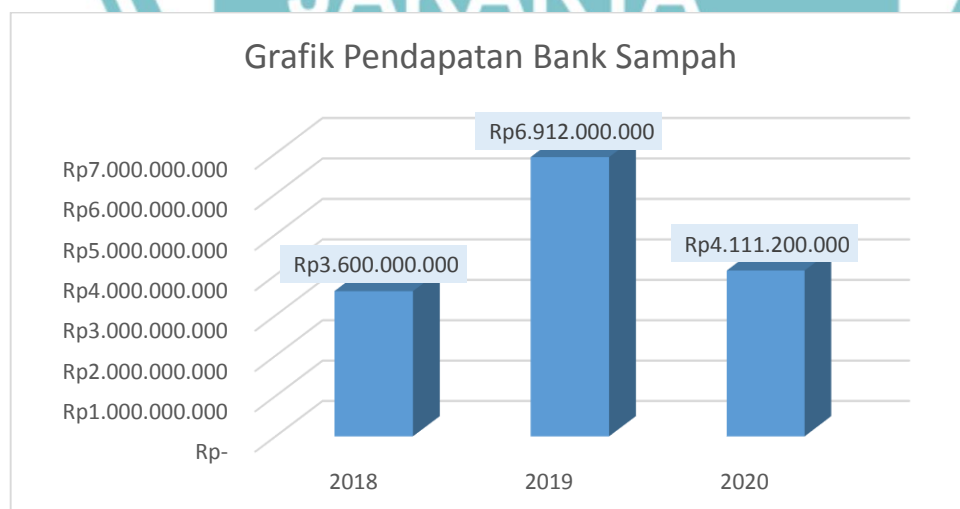 JAKARTA
Grafik Pendapatan Bank Sampah
Rp7.000.000.000
Rp6.000.000.000
Rp5.000.000.000
Rp4.000.000.000
Rp3.000.000.000
Rp2.000.000.000
Rp1.000.000.000
Rp-
Rp3.600.000.000
Rp6.912.000.000
Rp4.111.200.000
2018 2019 2020